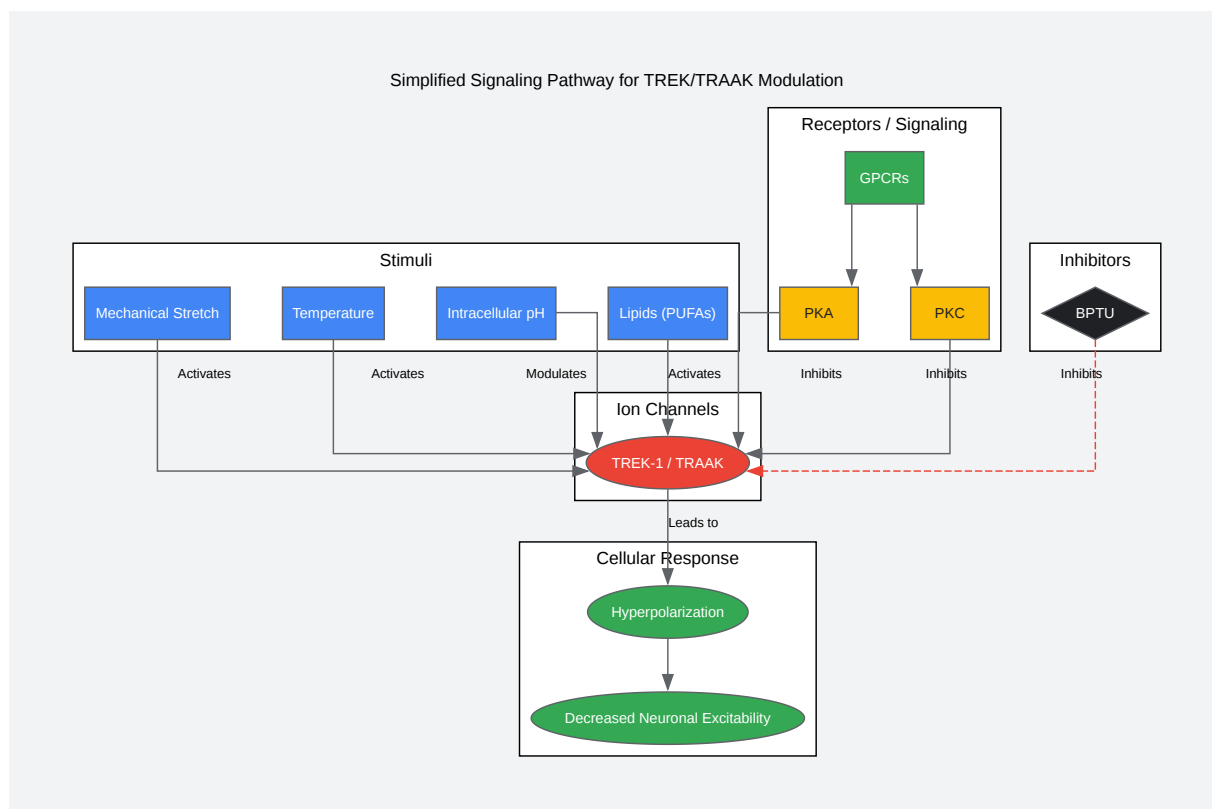 Simplified Signaling Pathway for TREK/TRAAK Modulation
Receptors / Signaling
GPCRs
Stimuli
Inhibitors
Mechanical Stretch
Temperature
Intracellular pH
Lipids (PUFAs)
PKA
PKC
BPTU
Activates
Activates
Modulates
Activates
Inhibits
Inhibits
Inhibits
Ion Channels
TREK-1 / TRAAK
Leads to
Cellular Response
Hyperpolarization
Decreased Neuronal Excitability